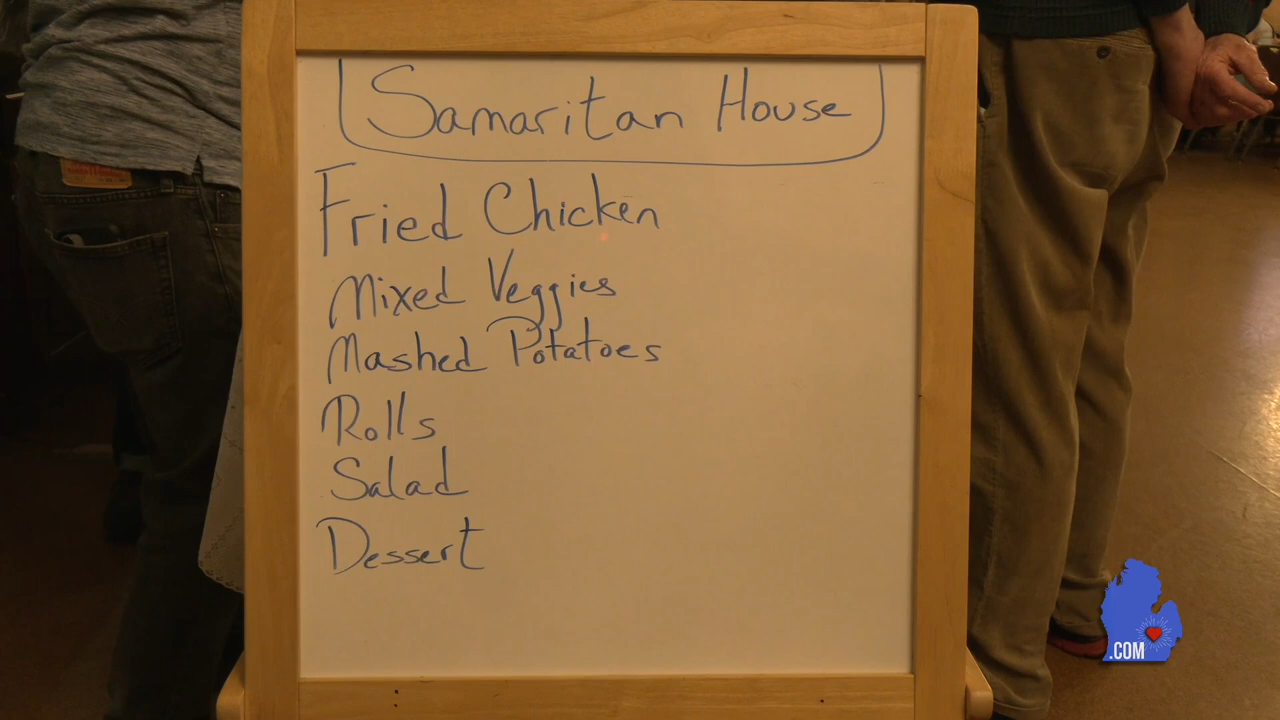 Samaritan House
Fried Chicken
Mixed Veggies
Mashed Potatoes
Rolls
Salad
Dessert
.COM